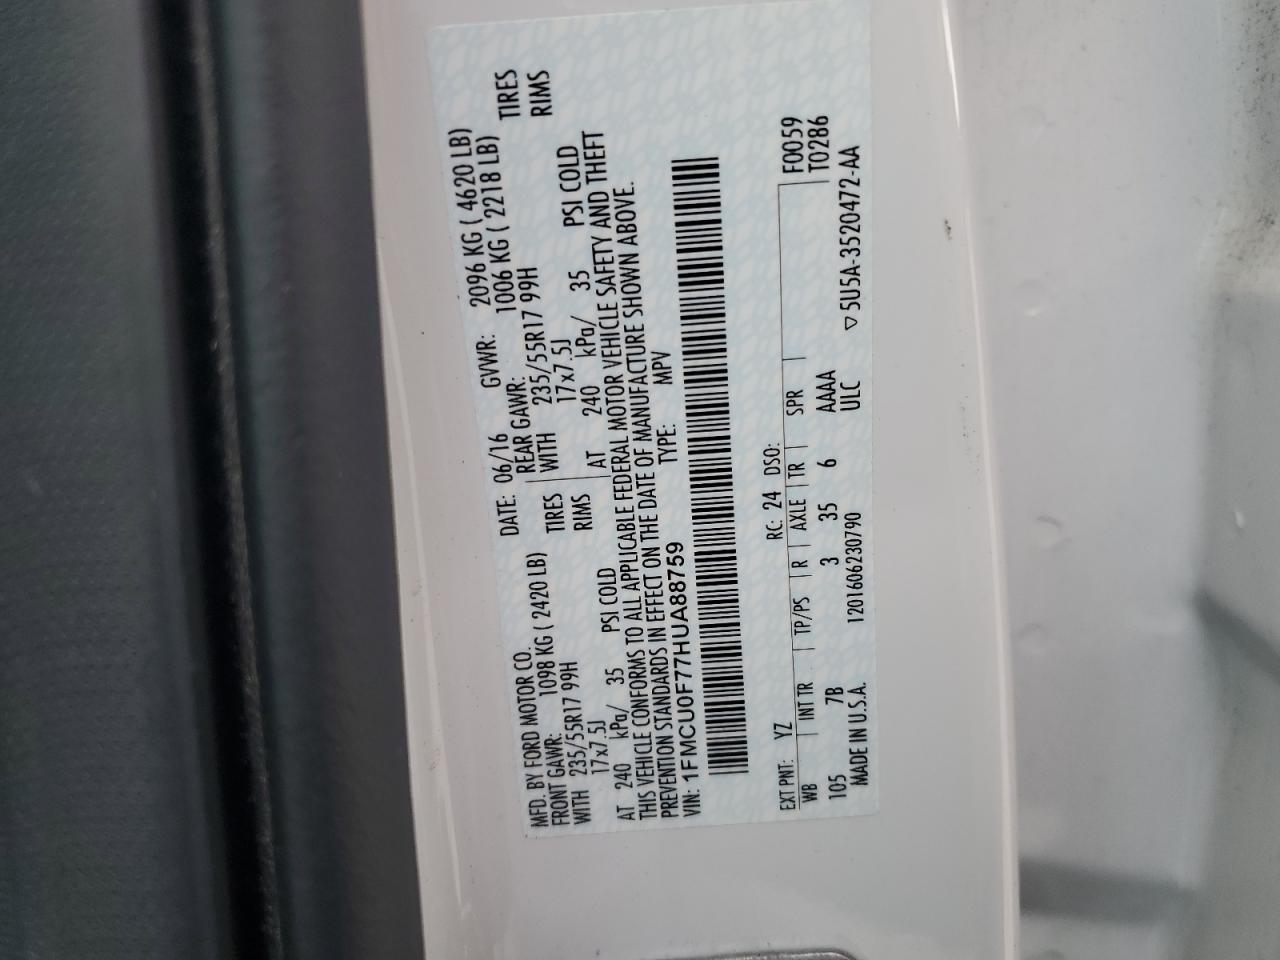 MFD. BY FORD MOTOR CO. DATE: 06/16 GVWR: 2096 KG ( 4620 LB)
FRONT GAWR: 1098 KG ( 2420 LB) REAR GAWR: 1006 KG ( 2218 LB)
WITH 235/55R17 99H TIRES WITH 235/55R17 99H TIRES
17x7.5J RIMS 17x7.5J RIMS
AT 240 kPa/ 35 PSI COLD AT 240 kPa/ 35 PSI COLD
THIS VEHICLE CONFORMS TO ALL APPLICABLE FEDERAL MOTOR VEHICLE SAFETY AND THEFT
PREVENTION STANDARDS IN EFFECT ON THE DATE OF MANUFACTURE SHOWN ABOVE.
VIN: 1FMCU0F77HUA88759 TYPE: MPV
EXT PNT: YZ RC: 24 DSO: F0059
WB INT TR TP/PS R AXLE TR SPR T0286
105 7B 3 35 6 AAAA
MADE IN U.S.A. 1201606230790 ULC ▽ 5U5A-3520472-AA